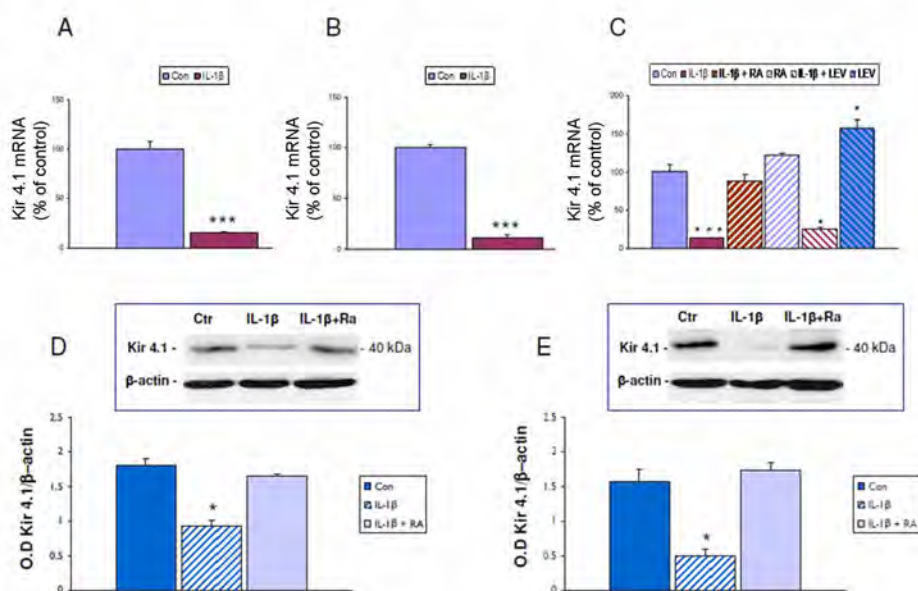 A
Con IL-1β
Kir 4.1 mRNA
(% of control)
150
100
50
0
***
B
Con IL-1β
Kir 4.1 mRNA
(% of control)
150
100
50
0
***
C
Con IL-1β IL-1β + RA RA IL-1β + LEV LEV
Kir 4.1 mRNA
(% of control)
200
150
100
50
0
***
*
*
D
Ctr IL-1β IL-1β+Ra
Kir 4.1 - - 40 kDa
β-actin -
O.D Kir 4.1/β-actin
2.5
2
1.5
1
0.5
0
*
Con
IL-1β
IL-1β + RA
E
Ctr IL-1β IL-1β+Ra
Kir 4.1 - - 40 kDa
β-actin -
O.D Kir 4.1/β-actin
2.5
2
1.5
1
0.5
0
*
Con
IL-1β
IL-1β + RA